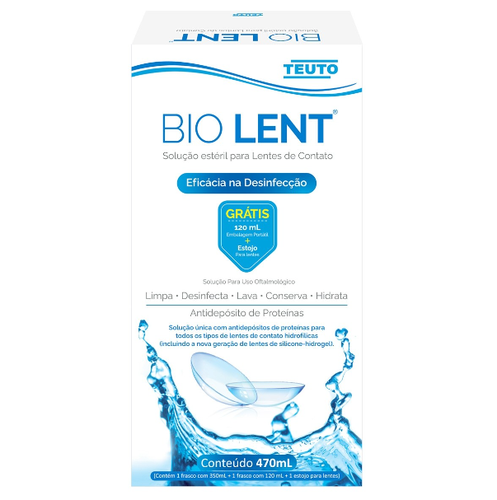 BIO LENT
TEUTO
BIO LENT®
Solução estéril para Lentes de Contato
Eficácia na Desinfecção
GRÁTIS
120 mL
Embalagem Portátil
+
Estojo
Para lentes
Solução Para Uso Oftalmológico
Limpa • Desinfecta • Lava • Conserva • Hidrata
Antidepósito de Proteínas
Solução única com antidepósitos de proteínas para
todos os tipos de lentes de contato hidrofílicas
(incluindo a nova geração de lentes de silicone-hidrogel).
Conteúdo 470mL
(Contém 1 frasco com 350mL + 1 frasco com 120 mL + 1 estojo para lentes)